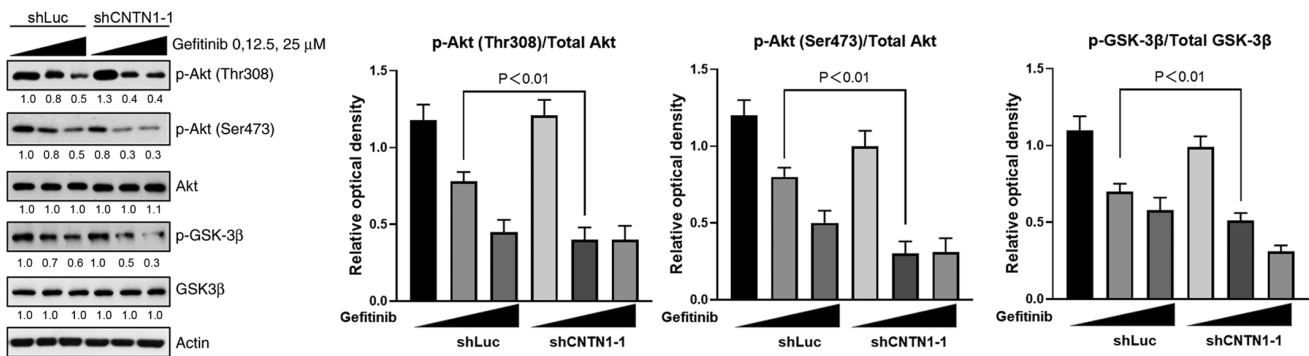 shLuc shCNTN1-1
Gefitinib 0,12.5, 25 μM
p-Akt (Thr308)
1.0 0.8 0.5 1.3 0.4 0.4
p-Akt (Ser473)
1.0 0.8 0.5 0.8 0.3 0.3
Akt
1.0 1.0 1.0 1.0 1.0 1.1
p-GSK-3β
1.0 0.7 0.6 1.0 0.5 0.3
GSK3β
1.0 1.0 1.0 1.0 1.0 1.0
Actin
p-Akt (Thr308)/Total Akt
P<0.01
Relative optical density
1.5
1.0
0.5
0.0
Gefitinib
shLuc shCNTN1-1
p-Akt (Ser473)/Total Akt
P<0.01
Relative optical density
1.5
1.0
0.5
0.0
Gefitinib
shLuc shCNTN1-1
p-GSK-3β/Total GSK-3β
P<0.01
Relative optical density
1.5
1.0
0.5
0.0
Gefitinib
shLuc shCNTN1-1